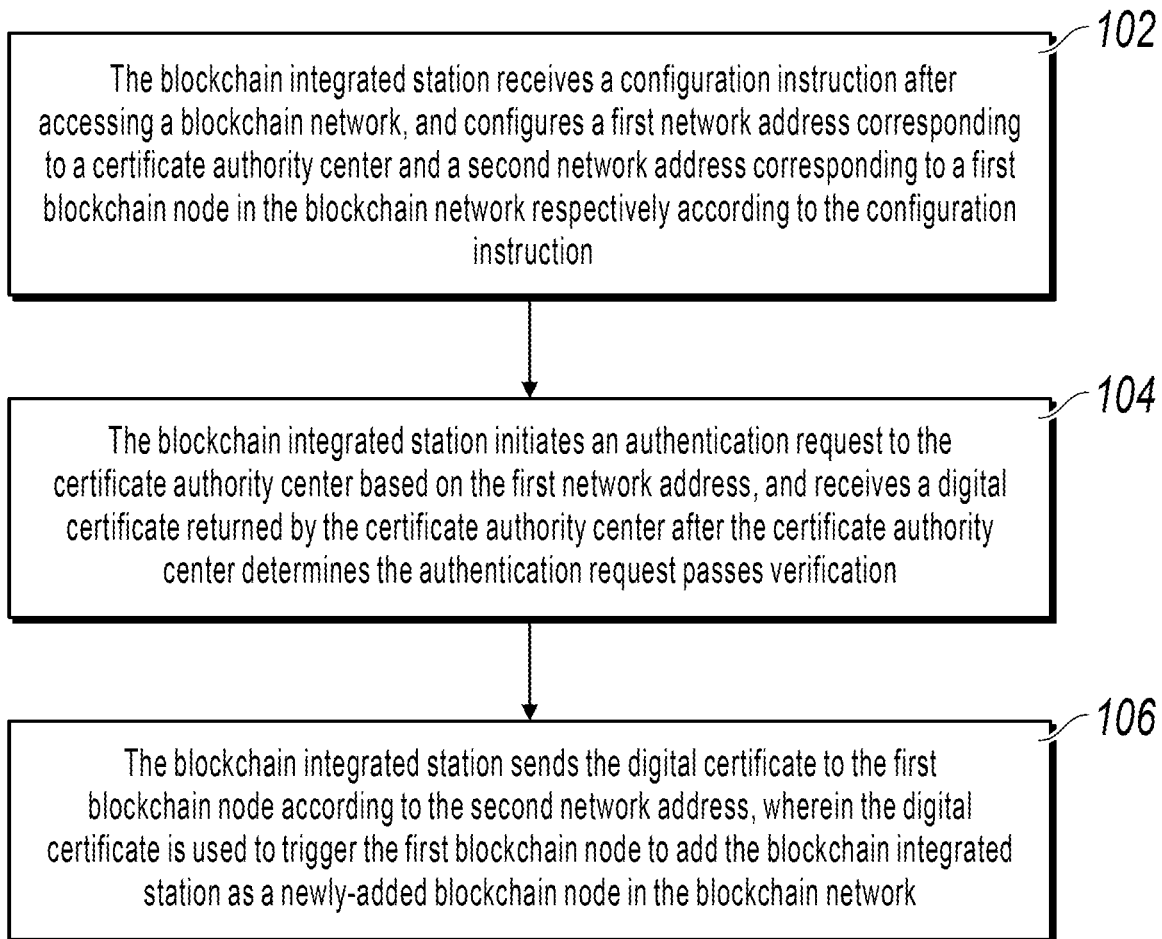 102
The blockchain integrated station receives a configuration instruction after
accessing a blockchain network, and configures a first network address corresponding
to a certificate authority center and a second network address corresponding to a first
blockchain node in the blockchain network respectively according to the configuration
instruction
104
The blockchain integrated station initiates an authentication request to the
certificate authority center based on the first network address, and receives a digital
certificate returned by the certificate authority center after the certificate authority
center determines the authentication request passes verification
106
The blockchain integrated station sends the digital certificate to the first
blockchain node according to the second network address, wherein the digital
certificate is used to trigger the first blockchain node to add the blockchain integrated
station as a newly-added blockchain node in the blockchain network